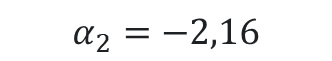 α₂ = −2,16